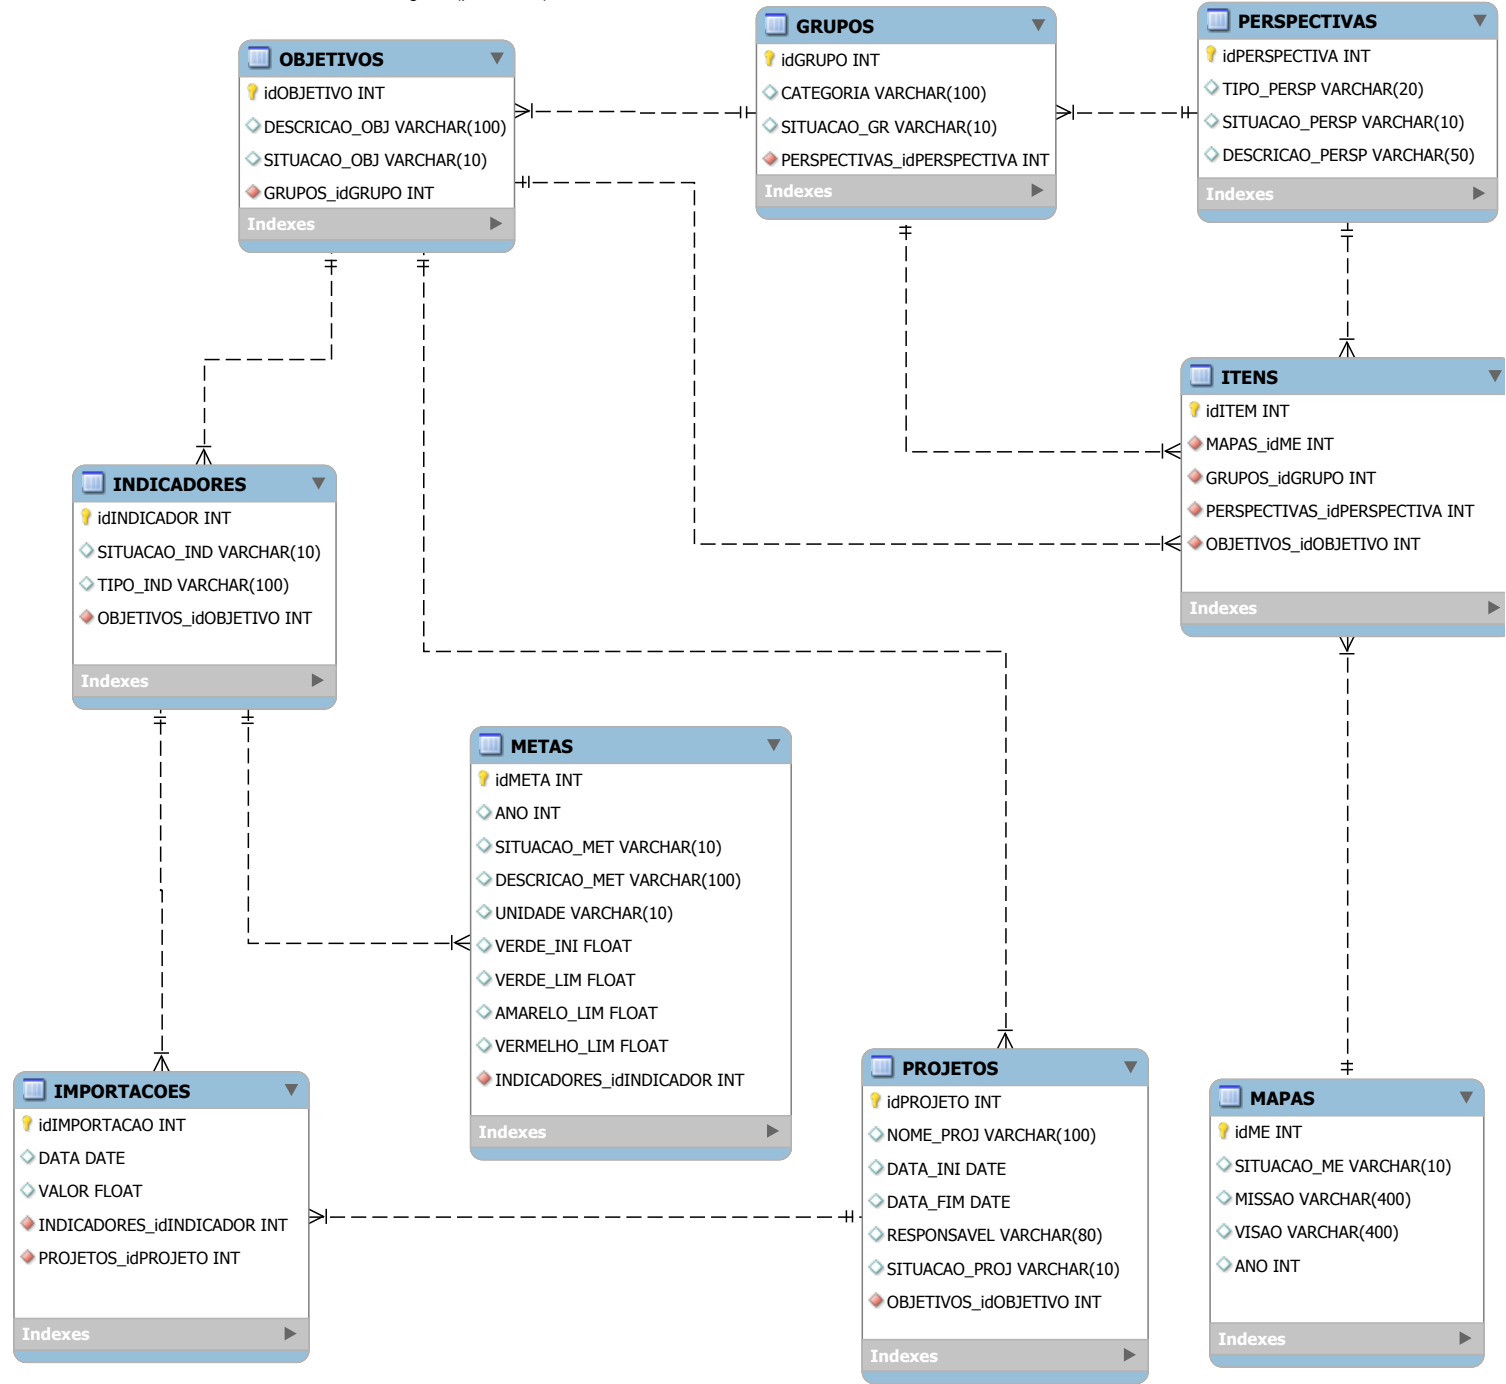 OBJETIVOS
idOBJETIVO INT
DESCRICAO_OBJ VARCHAR(100)
SITUACAO_OBJ VARCHAR(10)
GRUPOS_idGRUPO INT
Indexes
GRUPOS
idGRUPO INT
CATEGORIA VARCHAR(100)
SITUACAO_GR VARCHAR(10)
PERSPECTIVAS_idPERSPECTIVA INT
Indexes
PERSPECTIVAS
idPERSPECTIVA INT
TIPO_PERSP VARCHAR(20)
SITUACAO_PERSP VARCHAR(10)
DESCRICAO_PERSP VARCHAR(50)
Indexes
ITENS
idITEM INT
MAPAS_idME INT
GRUPOS_idGRUPO INT
PERSPECTIVAS_idPERSPECTIVA INT
OBJETIVOS_idOBJETIVO INT
Indexes
INDICADORES
idINDICADOR INT
SITUACAO_IND VARCHAR(10)
TIPO_IND VARCHAR(100)
OBJETIVOS_idOBJETIVO INT
Indexes
METAS
idMETA INT
ANO INT
SITUACAO_MET VARCHAR(10)
DESCRICAO_MET VARCHAR(100)
UNIDADE VARCHAR(10)
VERDE_INI FLOAT
VERDE_LIM FLOAT
AMARELO_LIM FLOAT
VERMELHO_LIM FLOAT
INDICADORES_idINDICADOR INT
Indexes
IMPORTACOES
idIMPORTACAO INT
DATA DATE
VALOR FLOAT
INDICADORES_idINDICADOR INT
PROJETOS_idPROJETO INT
Indexes
PROJETOS
idPROJETO INT
NOME_PROJ VARCHAR(100)
DATA_INI DATE
DATA_FIM DATE
RESPONSAVEL VARCHAR(80)
SITUACAO_PROJ VARCHAR(10)
OBJETIVOS_idOBJETIVO INT
Indexes
MAPAS
idME INT
SITUACAO_ME VARCHAR(10)
MISSAO VARCHAR(400)
VISAO VARCHAR(400)
ANO INT
Indexes